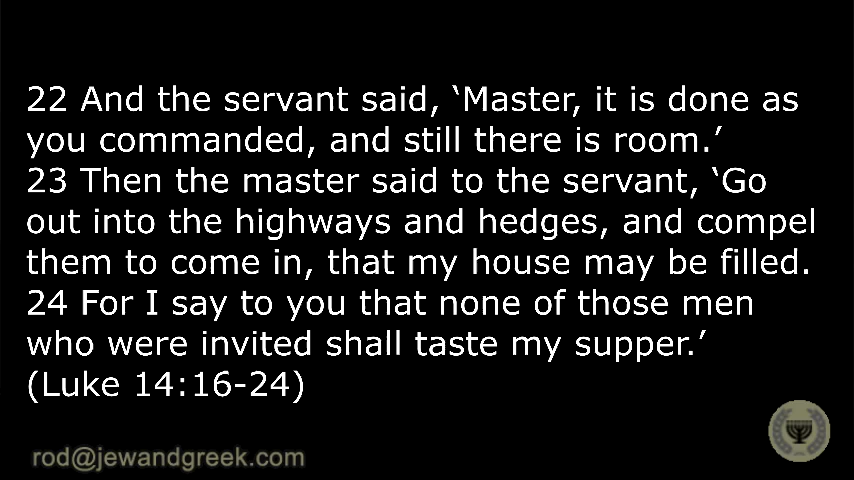 22 And the servant said, ‘Master, it is done as
you commanded, and still there is room.’
23 Then the master said to the servant, ‘Go
out into the highways and hedges, and compel
them to come in, that my house may be filled.
24 For I say to you that none of those men
who were invited shall taste my supper.’
(Luke 14:16-24)
rod@jewandgreek.com